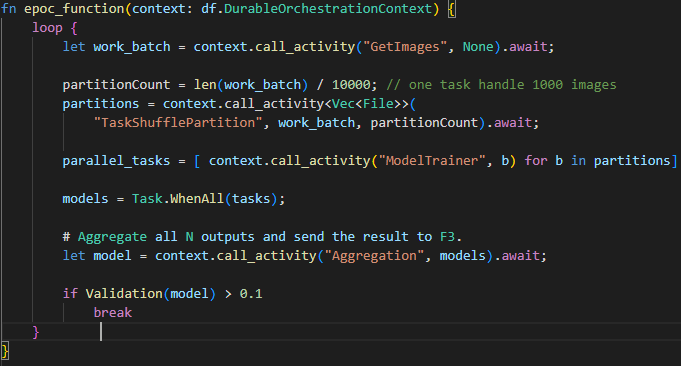 fn epoc_function(context: df.DurableOrchestrationContext) {
    loop {
        let work_batch = context.call_activity("GetImages", None).await;
        partitionCount = len(work_batch) / 10000; // one task handle 1000 images
        partitions = context.call_activity<Vec<File>>(
            "TaskShufflePartition", work_batch, partitionCount).await;
        parallel_tasks = [ context.call_activity("ModelTrainer", b) for b in partitions]
        models = Task.WhenAll(tasks);
        # Aggregate all N outputs and send the result to F3.
        let model = context.call_activity("Aggregation", models).await;
        if Validation(model) > 0.1
            break
    }
}